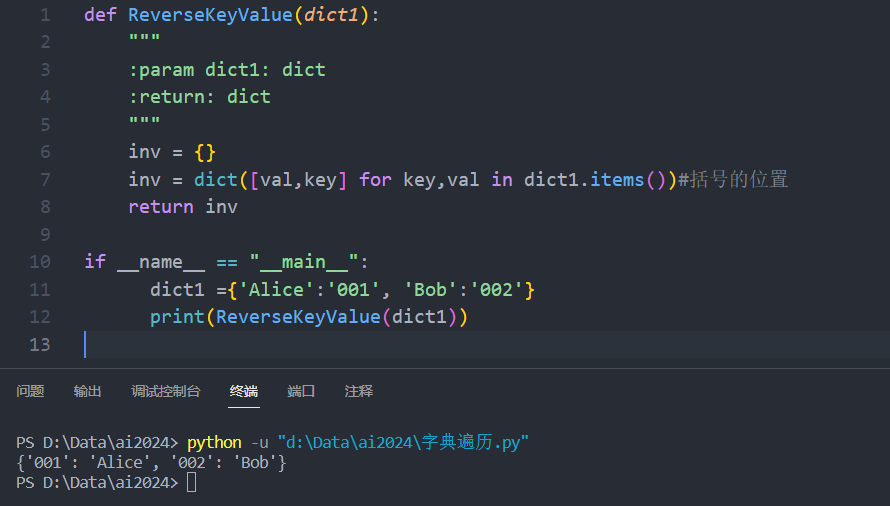 1 def ReverseKeyValue(dict1):
2 """
3 :param dict1: dict
4 :return: dict
5 """
6 inv = {}
7 inv = dict([val,key] for key,val in dict1.items())#括号的位置
8 return inv
9
10 if __name__ == "__main__":
11 dict1 ={'Alice':'001', 'Bob':'002'}
12 print(ReverseKeyValue(dict1))
13
问题 输出 调试控制台 终端 端口 注释
PS D:\Data\ai2024> python -u "d:\Data\ai2024\字典遍历.py"
{'001': 'Alice', '002': 'Bob'}
PS D:\Data\ai2024>